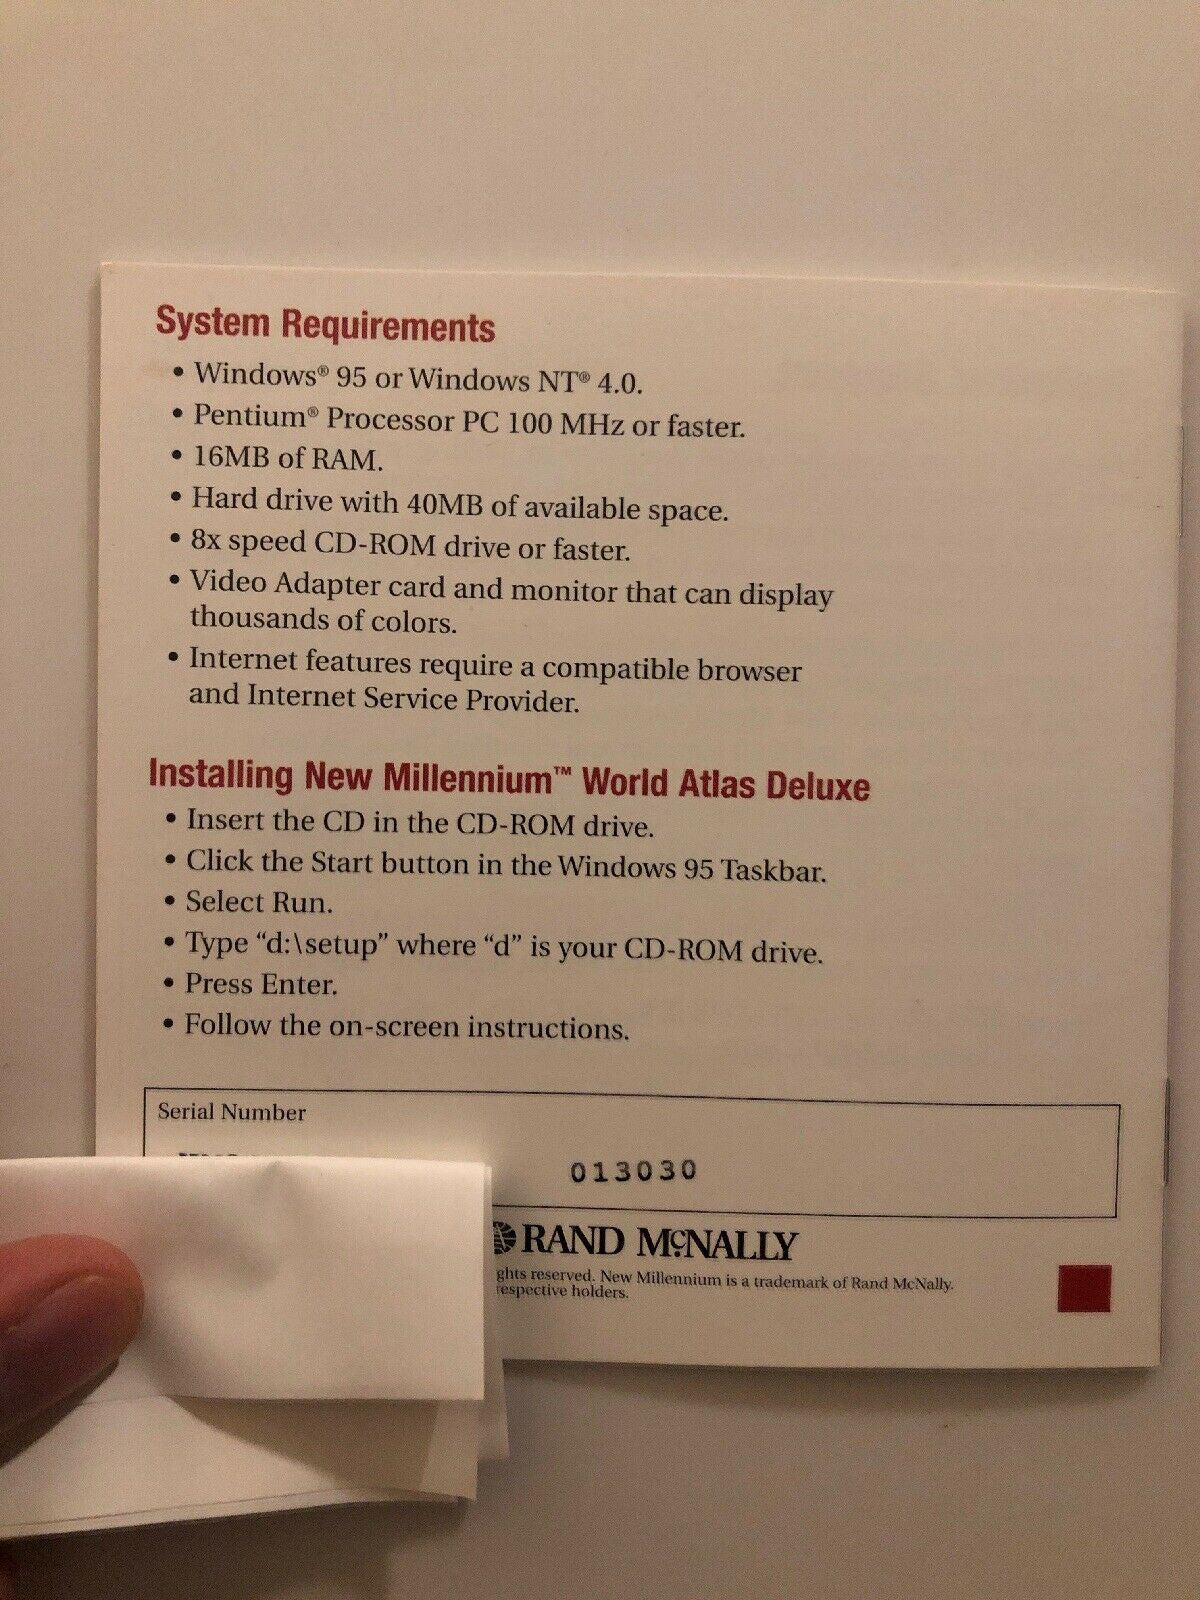 System Requirements
• Windows® 95 or Windows NT® 4.0.
• Pentium® Processor PC 100 MHz or faster.
• 16MB of RAM.
• Hard drive with 40MB of available space.
• 8x speed CD-ROM drive or faster.
• Video Adapter card and monitor that can display
thousands of colors.
• Internet features require a compatible browser
and Internet Service Provider.
Installing New Millennium™ World Atlas Deluxe
• Insert the CD in the CD-ROM drive.
• Click the Start button in the Windows 95 Taskbar.
• Select Run.
• Type “d:\setup” where “d” is your CD-ROM drive.
• Press Enter.
• Follow the on-screen instructions.
Serial Number
013030
RAND McNALLY
reserved. New Millennium is a trademark of Rand McNally.
respective holders.